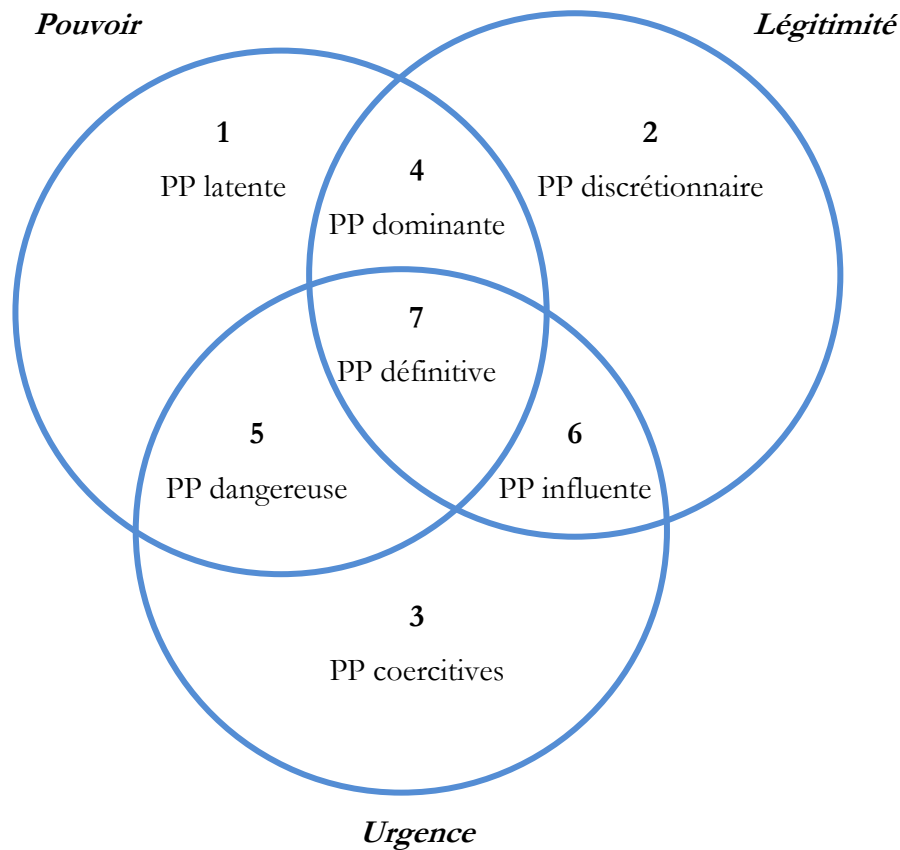 Pouvoir
Légitimité
1
PP latente
2
PP discrétionnaire
4
PP dominante
7
PP définitive
5
PP dangereuse
6
PP influente
3
PP coercitives
Urgence